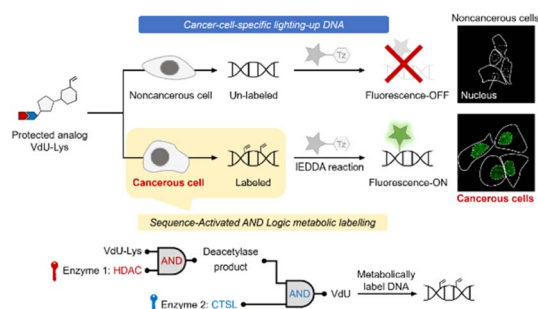 Cancer-cell-specific lighting-up DNA
Noncancerous cells
Tz
Noncancerous cell
Un-labeled
Fluorescence-OFF
Nucleus
Protected analog
VdU-Lys
Tz
IEDDA reaction
Cancerous cell
Labeled
Fluorescence-ON
Cancerous cells
Sequence-Activated AND Logic metabolic labelling
VdU-Lys
AND
Deacetylase
product
Enzyme 1: HDAC
AND
VdU
Metabolically
label DNA
Enzyme 2: CTSL